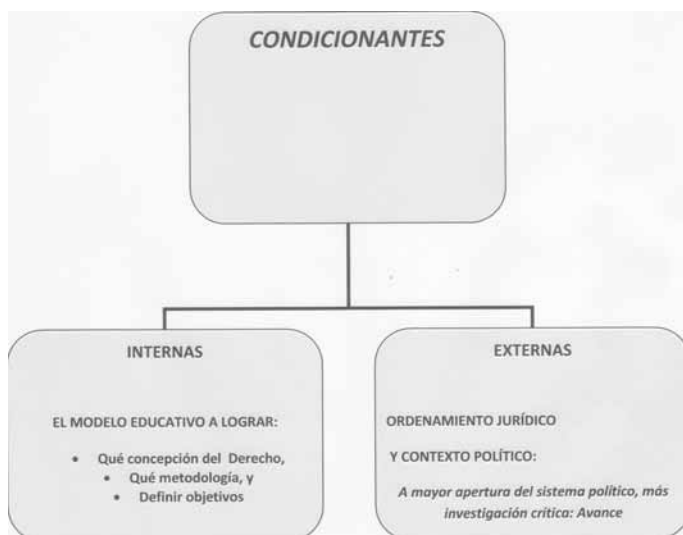 CONDICIONANTES
INTERNAS
EL MODELO EDUCATIVO A LOGRAR:
• Qué concepción del Derecho,
• Qué metodología, y
• Definir objetivos
EXTERNAS
ORDENAMIENTO JURÍDICO
Y CONTEXTO POLÍTICO:
A mayor apertura del sistema político, más
investigación crítica: Avance